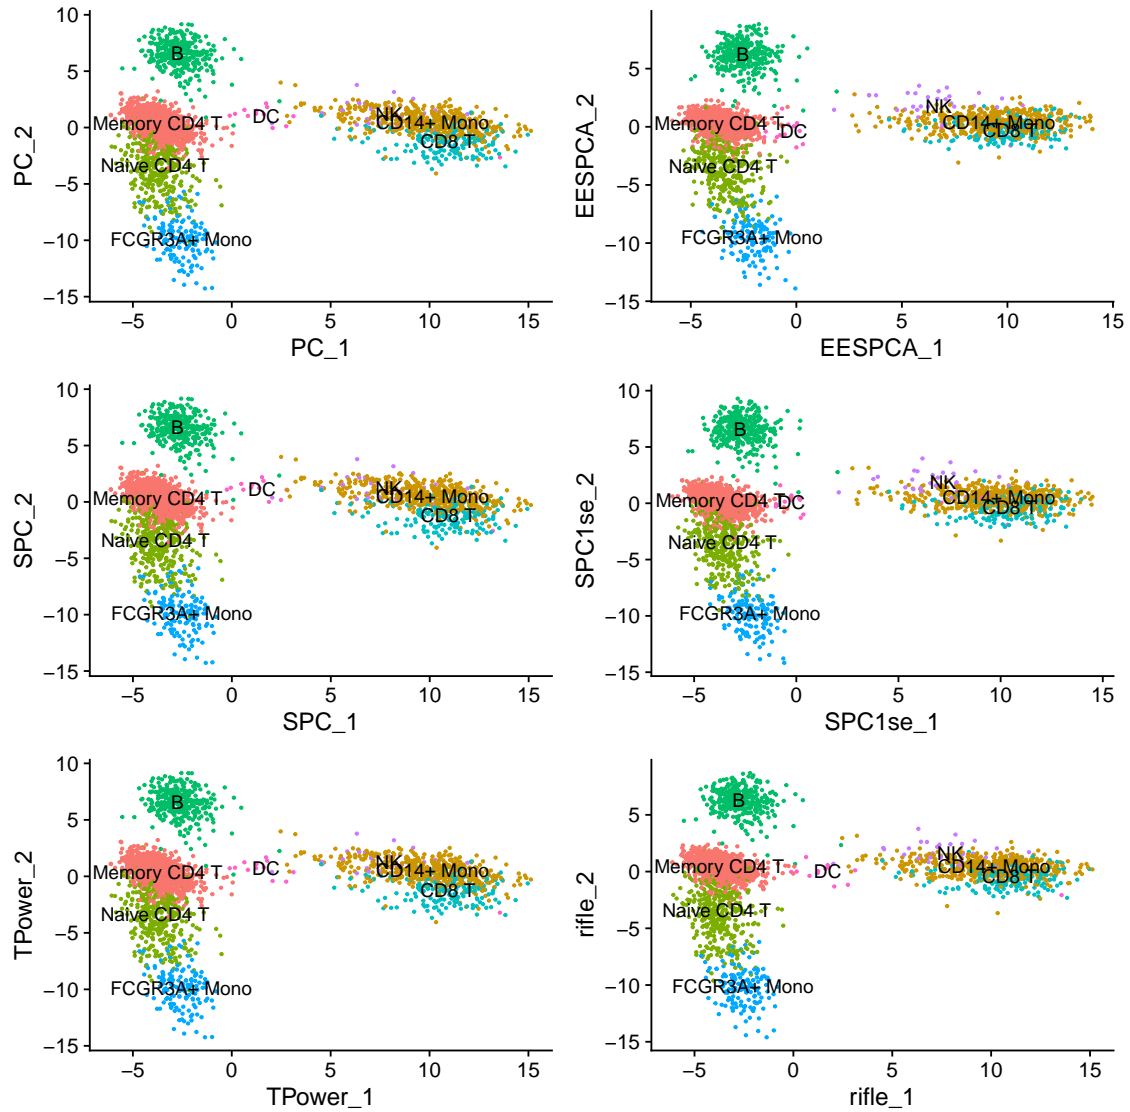 10
5
0
−5
−10
−15
PC_2
B
DC
NK
Memory CD4 T
CD14+ Mono
CD8 T
Naive CD4 T
FCGR3A+ Mono
−5 0 5 10 15
PC_1
5
0
−5
−10
−15
EESPCA_2
B
NK
Memory CD4 T
CD14+ Mono
DC
CD8 T
Naive CD4 T
FCGR3A+ Mono
−5 0 5 10 15
EESPCA_1
10
5
0
−5
−10
−15
SPC_2
B
DC
NK
Memory CD4 T
CD14+ Mono
CD8 T
Naive CD4 T
FCGR3A+ Mono
−5 0 5 10 15
SPC_1
10
5
0
−5
−10
−15
SPC1se_2
B
NK
Memory CD4 T
CD14+ Mono
DC
CD8 T
Naive CD4 T
FCGR3A+ Mono
−5 0 5 10 15
SPC1se_1
10
5
0
−5
−10
−15
TPower_2
B
NK
DC
Memory CD4 T
CD14+ Mono
CD8 T
Naive CD4 T
FCGR3A+ Mono
−5 0 5 10 15
TPower_1
5
0
−5
−10
−15
rifle_2
B
NK
Memory CD4 T
CD14+ Mono
DC
CD8 T
Naive CD4 T
FCGR3A+ Mono
−5 0 5 10 15
rifle_1